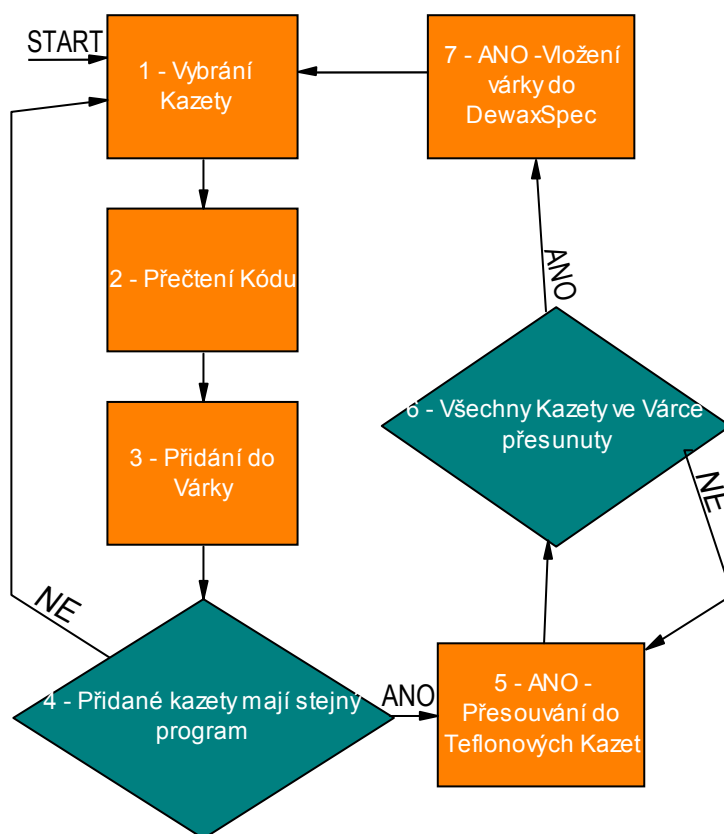 START
1 - Vybrání
Kazety
2 - Přečtení Kódu
3 - Přidání do
Várky
4 - Přidané kazety mají stejný
program
NE
ANO
5 - ANO -
Přesouvání do
Teflonových Kazet
6 - Všechny Kazety ve Várce
přesunuty
NE
ANO
7 - ANO -Vložení
várky do
DewaxSpec